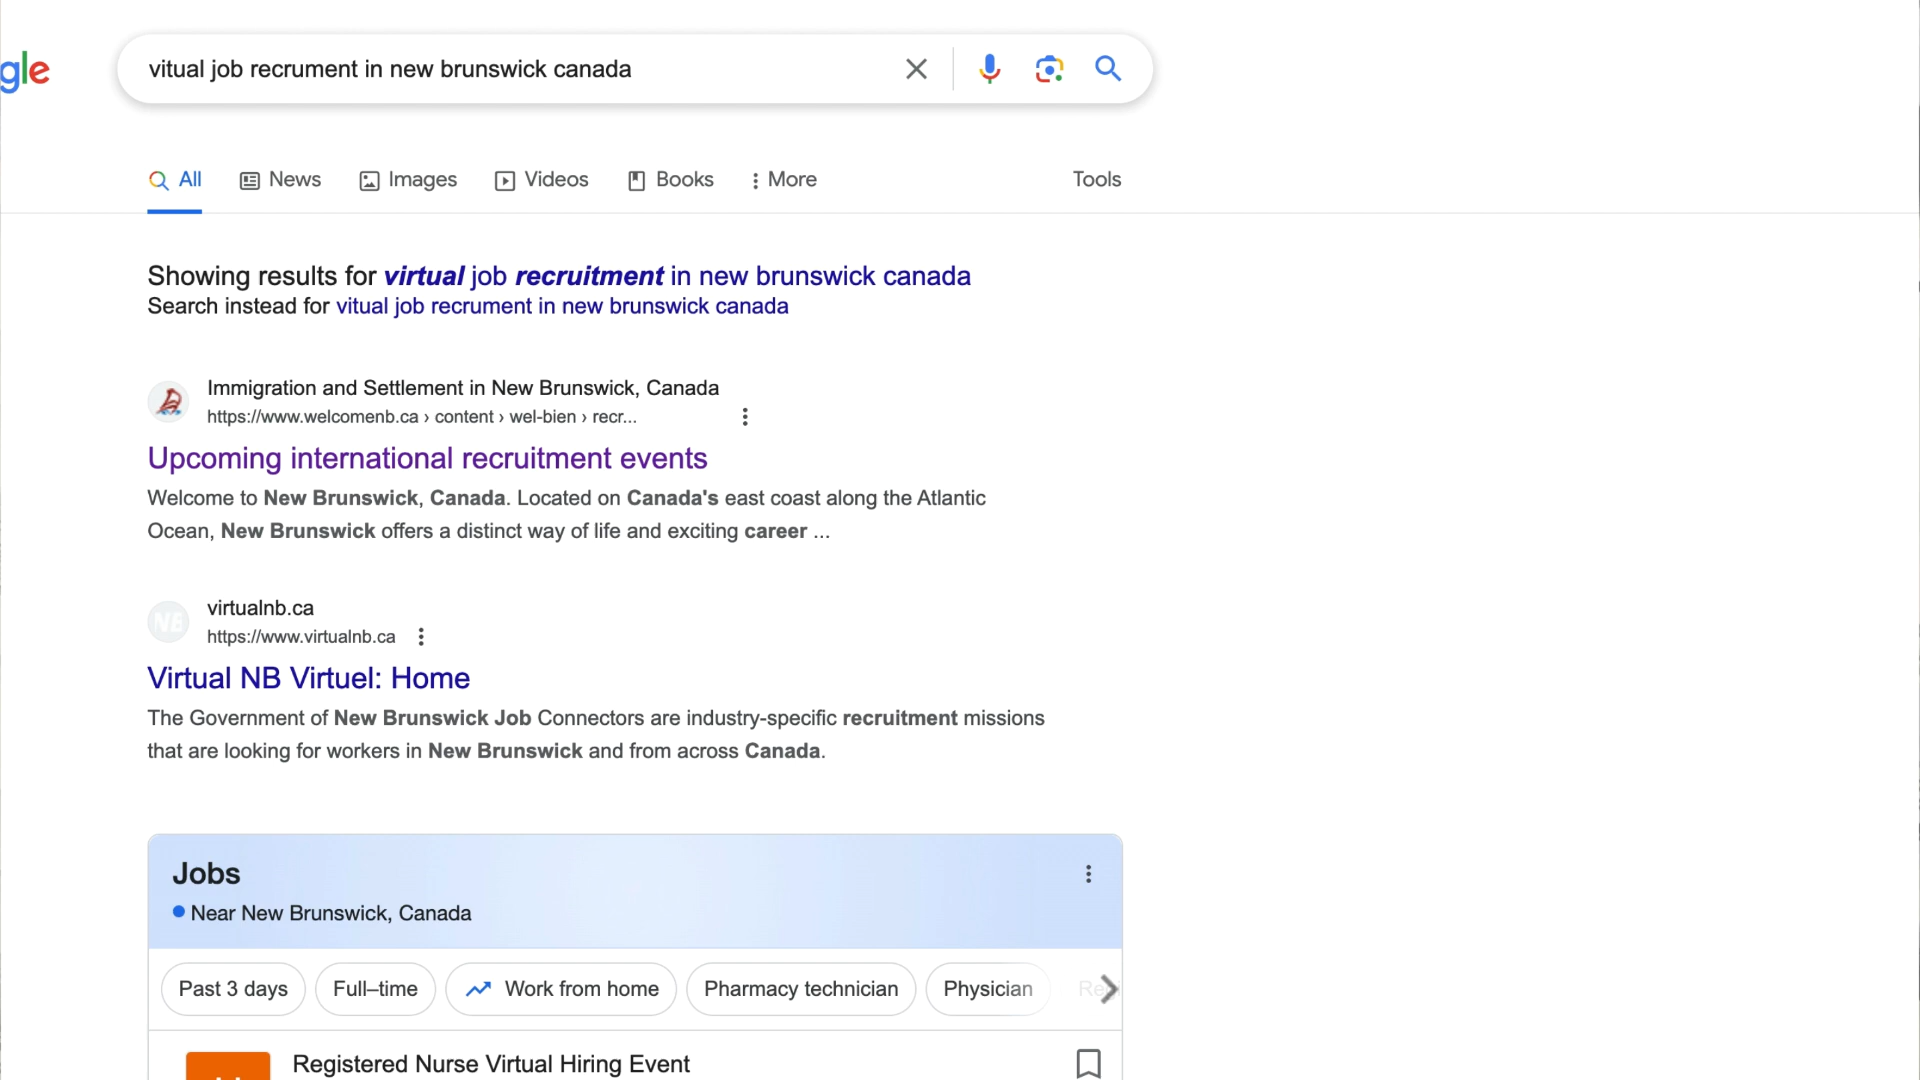 gle
vitual job recrument in new brunswick canada
All
News
Images
Videos
Books
More
Tools
Showing results for virtual job recruitment in new brunswick canada
Search instead for vitual job recrument in new brunswick canada
Immigration and Settlement in New Brunswick, Canada
https://www.welcomenb.ca › content › wel-bien › recr...
Upcoming international recruitment events
Welcome to New Brunswick, Canada. Located on Canada's east coast along the Atlantic
Ocean, New Brunswick offers a distinct way of life and exciting career ...
NB
virtualnb.ca
https://www.virtualnb.ca
Virtual NB Virtuel: Home
The Government of New Brunswick Job Connectors are industry-specific recruitment missions
that are looking for workers in New Brunswick and from across Canada.
Jobs
Near New Brunswick, Canada
Past 3 days
Full–time
Work from home
Pharmacy technician
Physician
Registered Nurse Virtual Hiring Event